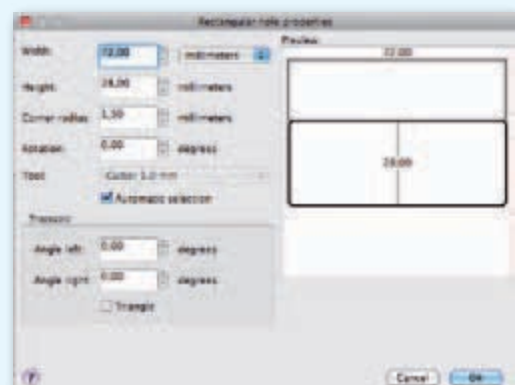 Rectangular hole properties
Width: 72,00 millimeters
Height: 28,00 millimeters
Corner radius: 1,50 millimeters
Rotation: 0,00 degrees
Tool: Cutter 3.0 mm
Automatic selection
Trapezoid:
Angle left: 0,00 degrees
Angle right: 0,00 degrees
Triangle
Preview:
72,00
28,00
?
Cancel
OK